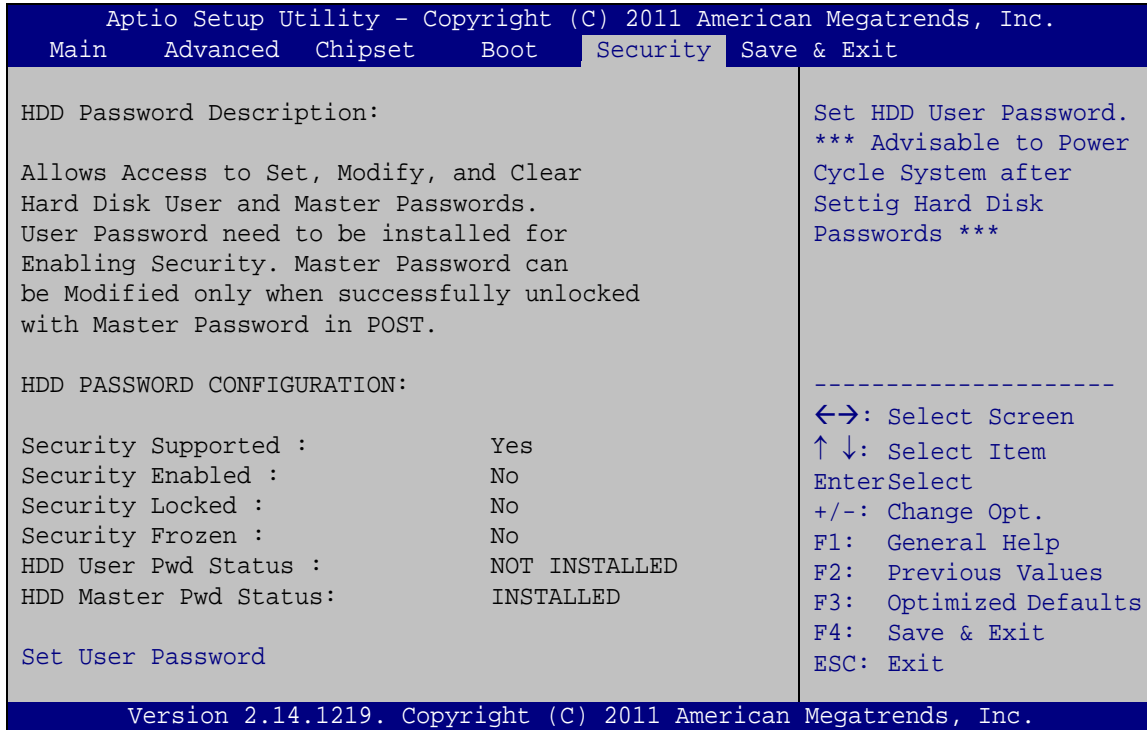 Aptio Setup Utility – Copyright (C) 2011 American Megatrends, Inc.
Main Advanced Chipset Boot Security Save & Exit
HDD Password Description:
Allows Access to Set, Modify, and Clear
Hard Disk User and Master Passwords.
User Password need to be installed for
Enabling Security. Master Password can
be Modified only when successfully unlocked
with Master Password in POST.
HDD PASSWORD CONFIGURATION:
Security Supported : Yes
Security Enabled : No
Security Locked : No
Security Frozen : No
HDD User Pwd Status : NOT INSTALLED
HDD Master Pwd Status: INSTALLED
Set User Password
Set HDD User Password.
*** Advisable to Power
Cycle System after
Settig Hard Disk
Passwords ***
---------------------
←→: Select Screen
↑ ↓: Select Item
EnterSelect
+/-: Change Opt.
F1: General Help
F2: Previous Values
F3: Optimized Defaults
F4: Save & Exit
ESC: Exit
Version 2.14.1219. Copyright (C) 2011 American Megatrends, Inc.